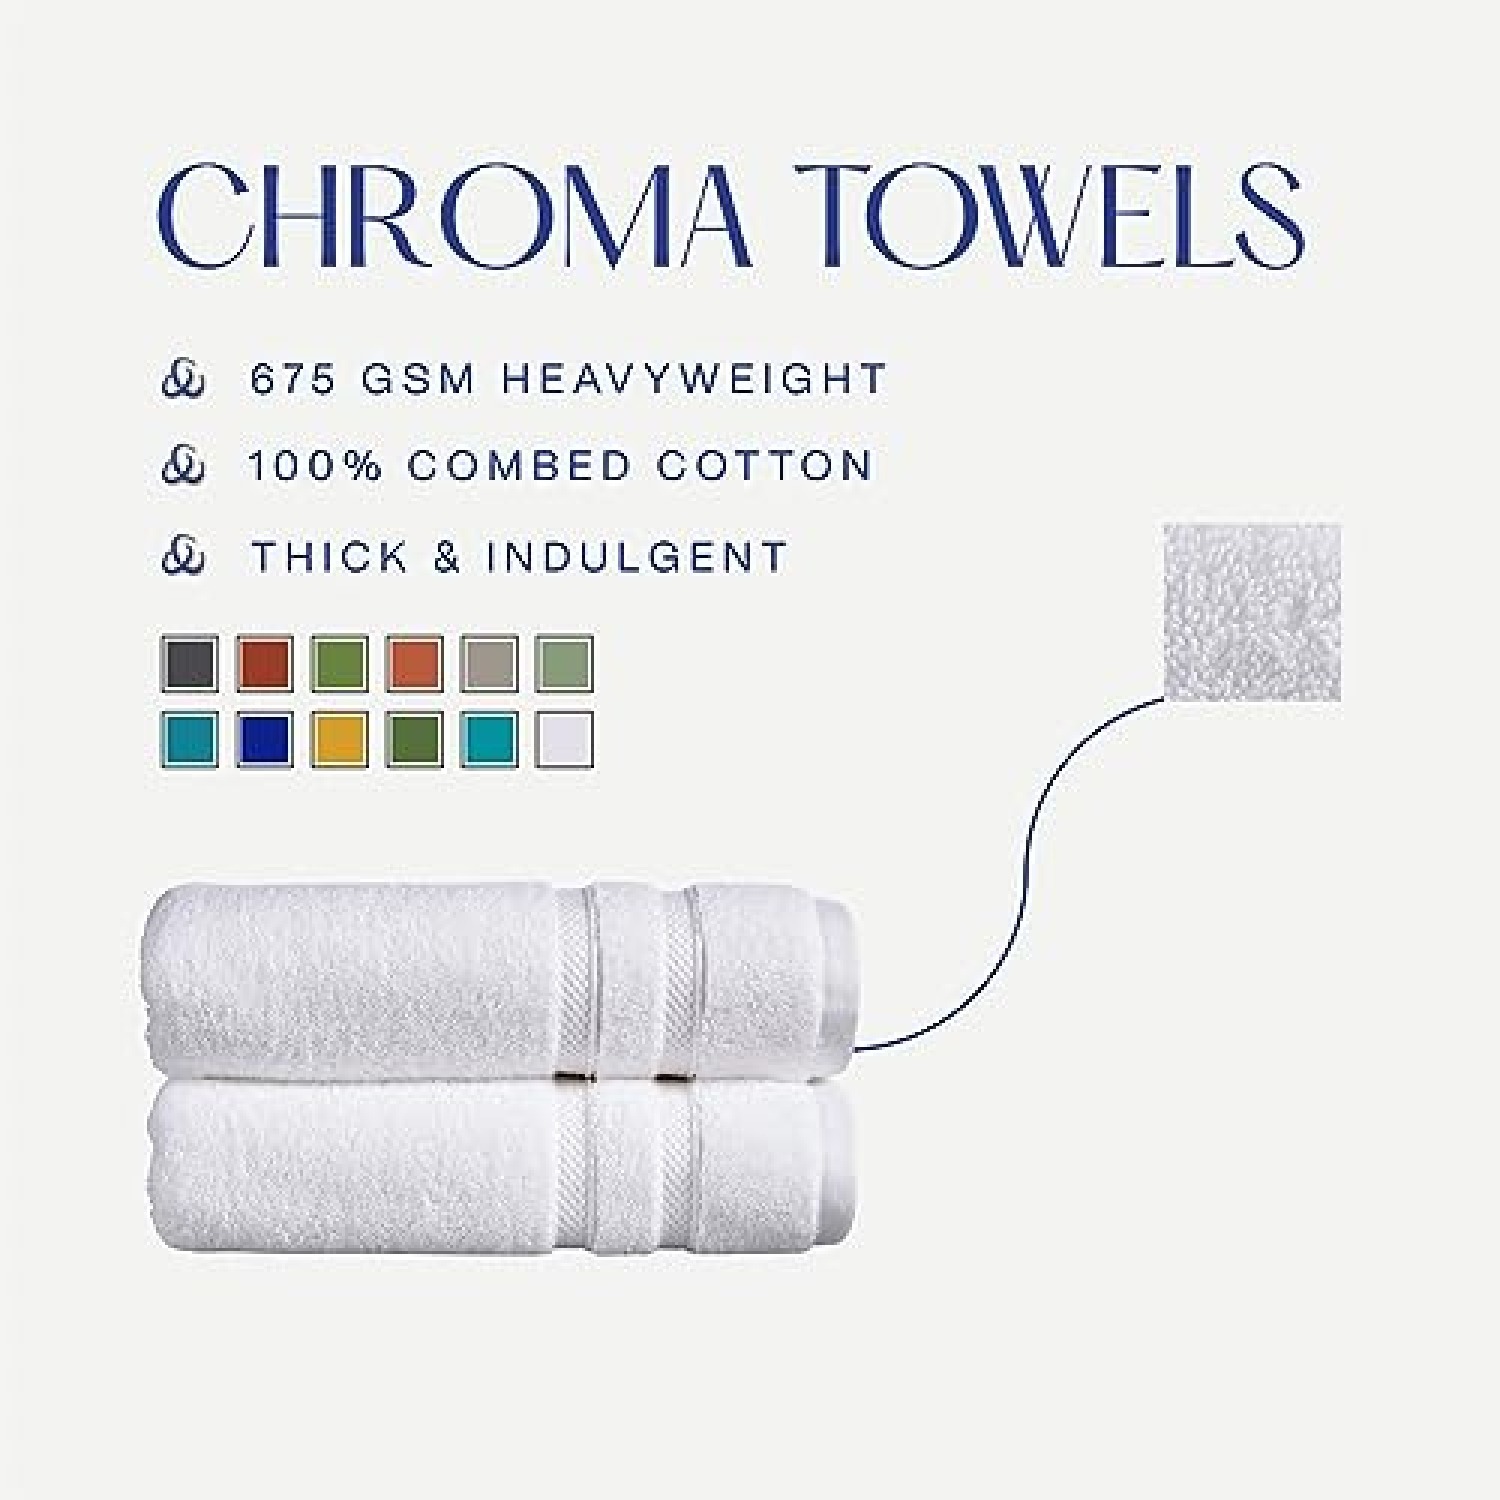 CHROMA TOWELS
675 GSM HEAVYWEIGHT
100% COMBED COTTON
THICK & INDULGENT